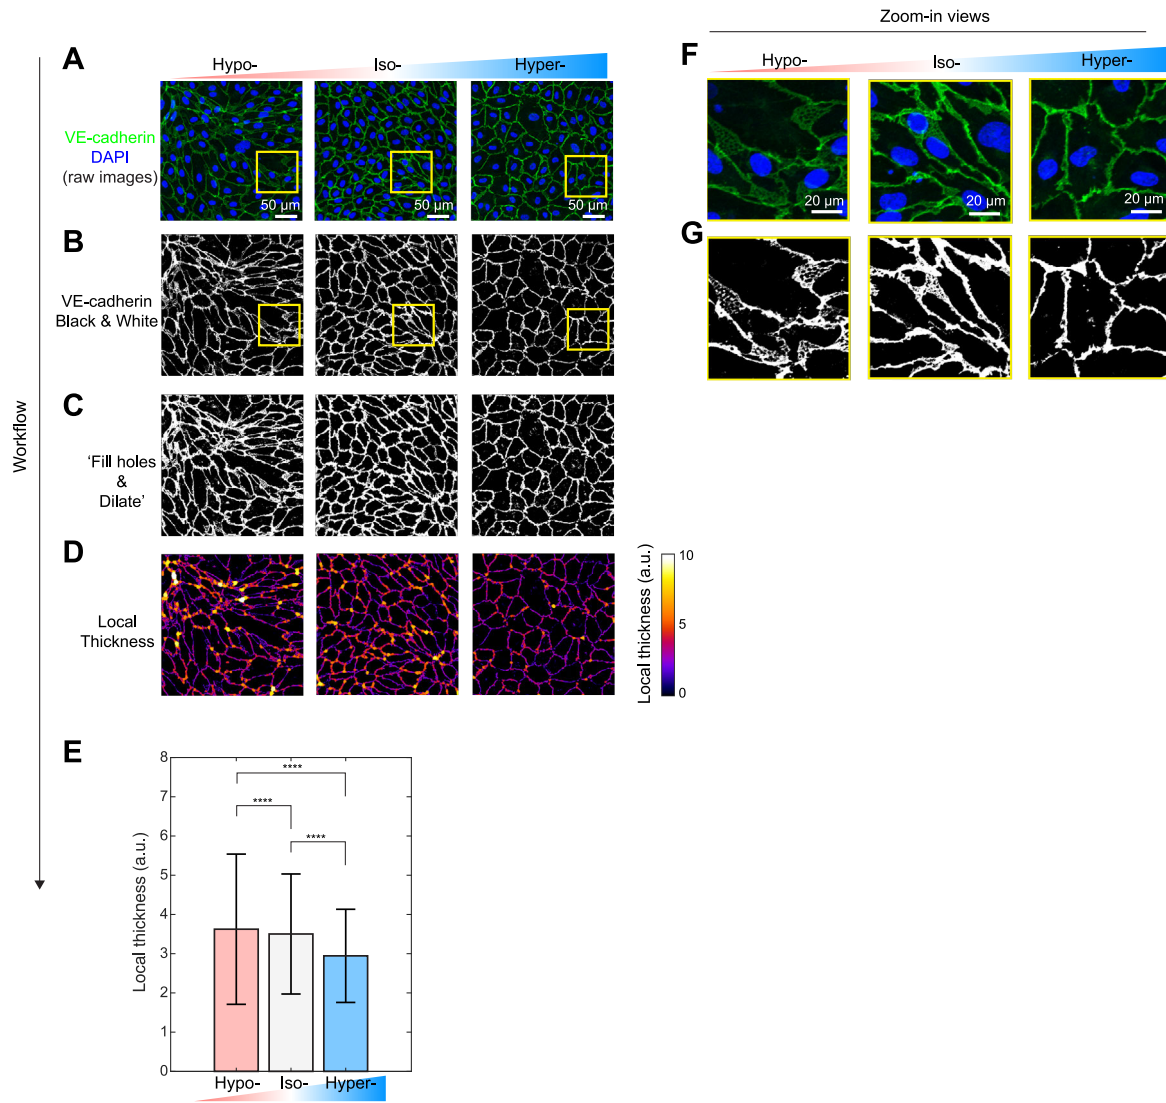 Zoom-in views
A
Hypo- Iso- Hyper-
F
Hypo- Iso- Hyper-
VE-cadherin
DAPI
(raw images)
50 µm 50 µm 50 µm
20 µm 20 µm 20 µm
B
G
VE-cadherin
Black & White
Workflow
C
'Fill holes
&
Dilate'
D
Local
Thickness
Local thickness (a.u.)
10
5
0
E
Local thickness (a.u.)
8
7
6
5
4
3
2
1
0
****
****
****
Hypo- Iso- Hyper-